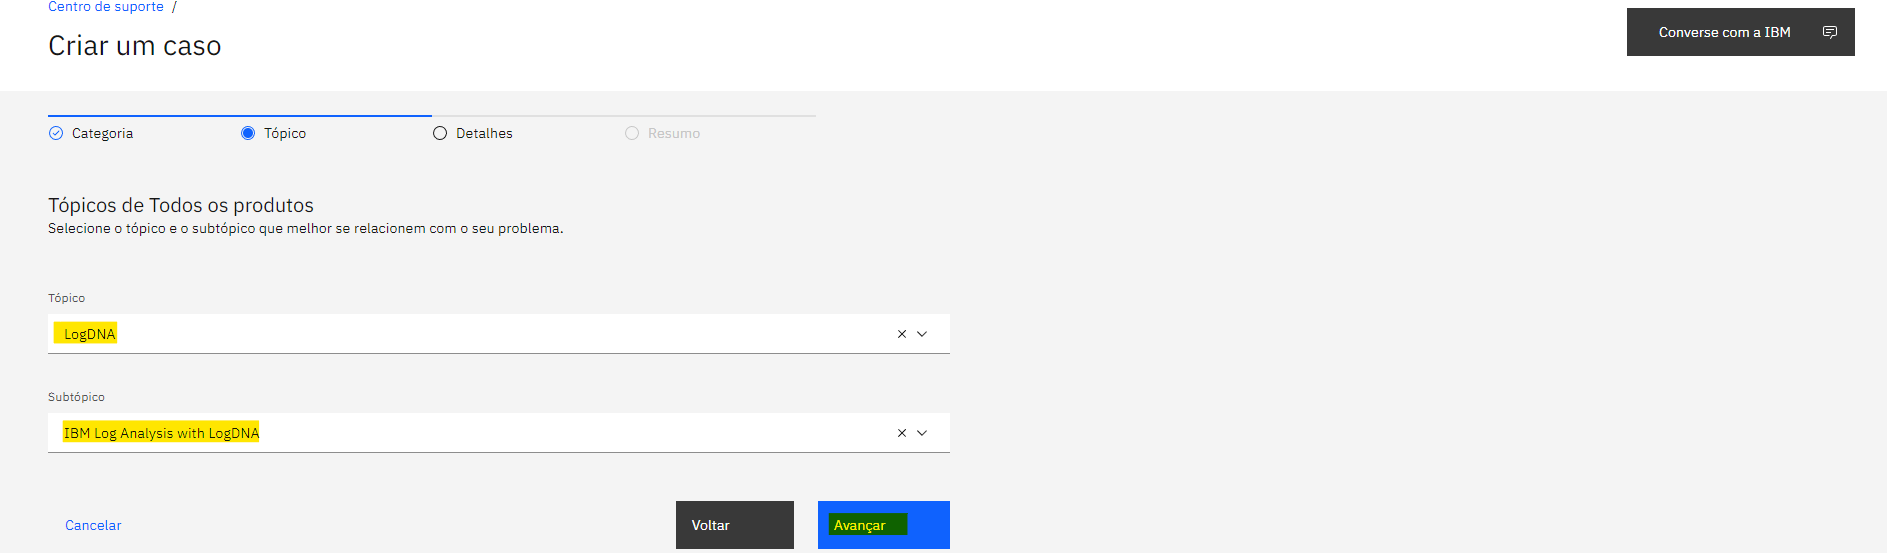 Centro de suporte /
Criar um caso
Converse com a IBM
Categoria
Tópico
Detalhes
Resumo
Tópicos de Todos os produtos
Selecione o tópico e o subtópico que melhor se relacionem com o seu problema.
Tópico
LogDNA
Subtópico
IBM Log Analysis with LogDNA
Cancelar
Voltar
Avançar